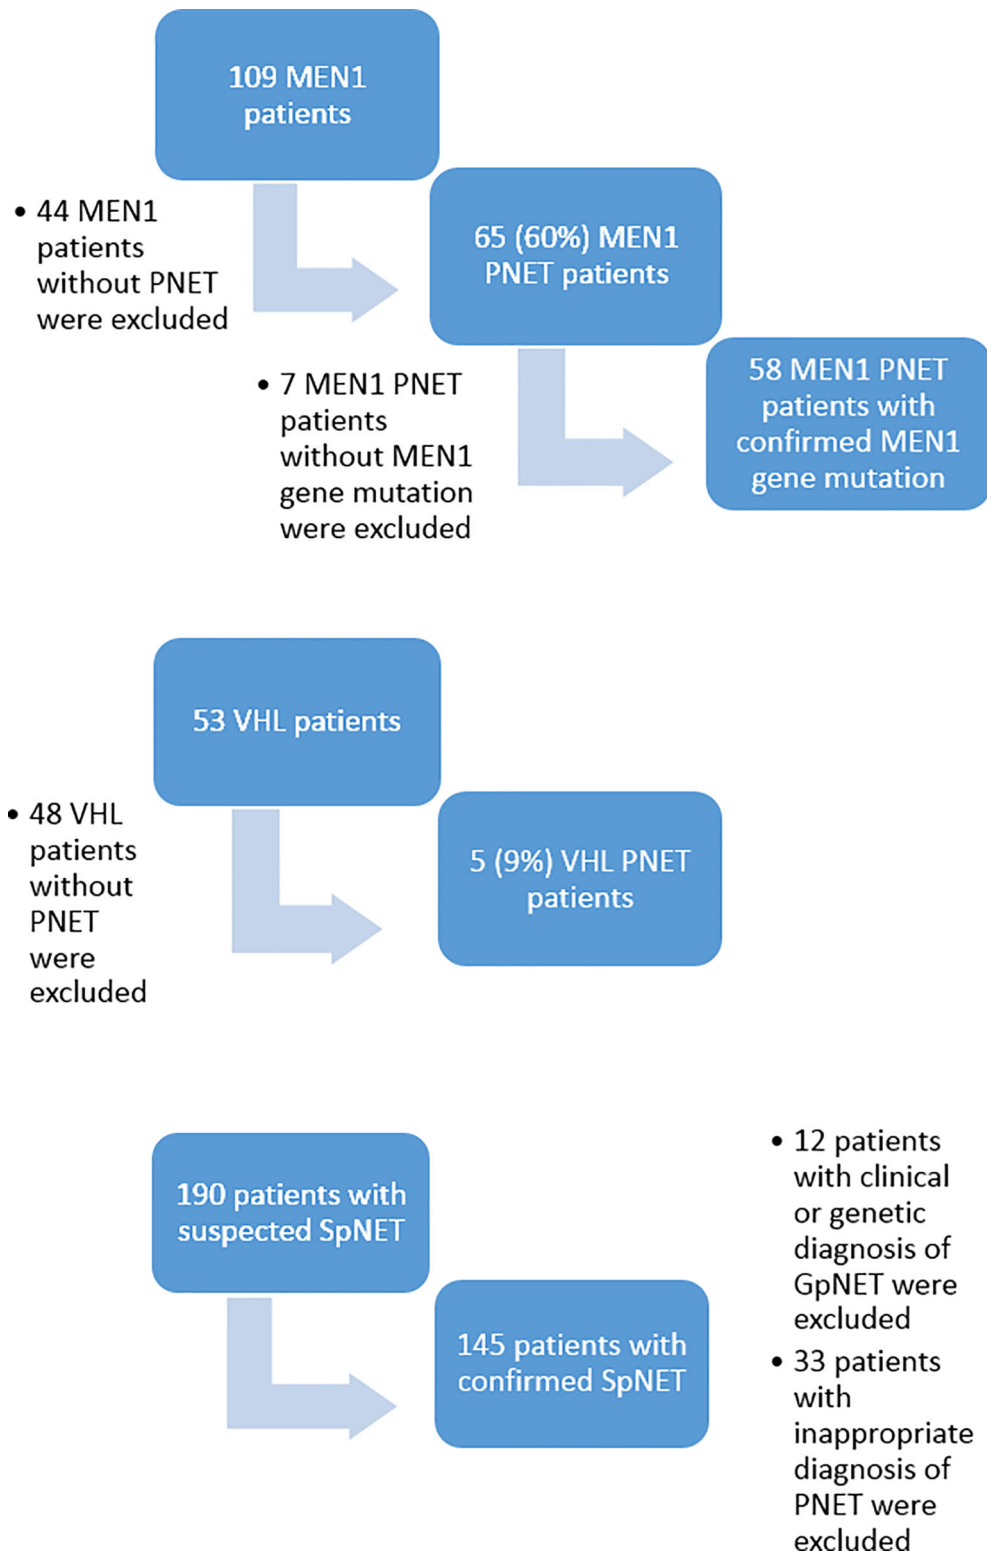 109 MEN1
patients
• 44 MEN1
patients
without PNET
were excluded
65 (60%) MEN1
PNET patients
• 7 MEN1 PNET
patients
without MEN1
gene mutation
were excluded
58 MEN1 PNET
patients with
confirmed MEN1
gene mutation
53 VHL patients
• 48 VHL
patients
without
PNET
were
excluded
5 (9%) VHL PNET
patients
190 patients with
suspected SpNET
145 patients with
confirmed SpNET
• 12 patients
with clinical
or genetic
diagnosis of
GpNET were
excluded
• 33 patients
with
inappropriate
diagnosis of
PNET were
excluded